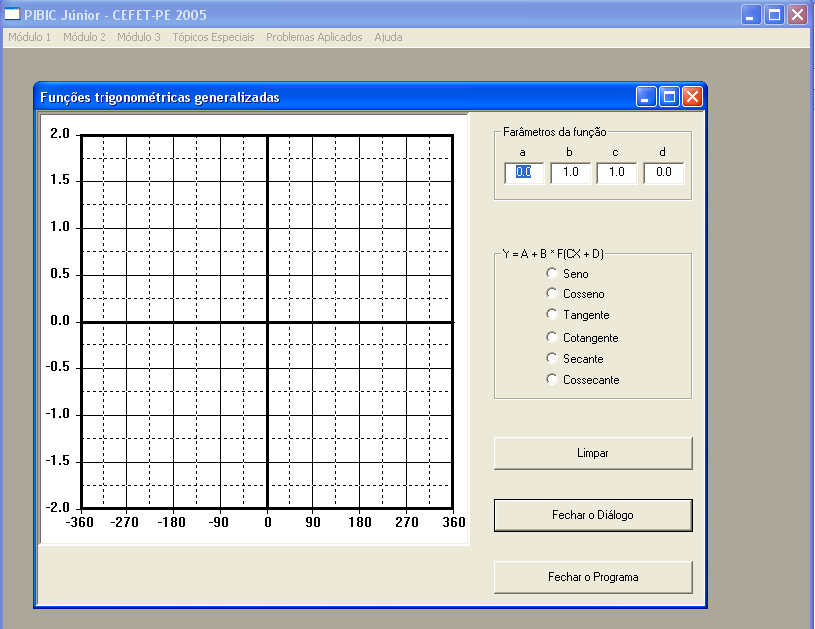 PIBIC Júnior - CEFET-PE 2005
Módulo 1 Módulo 2 Módulo 3 Tópicos Especiais Problemas Aplicados Ajuda
Funções trigonométricas generalizadas
2.0
1.5
1.0
0.5
0.0
-0.5
-1.0
-1.5
-2.0
-360 -270 -180 -90 0 90 180 270 360
Farâmetros da função
a b c d
0.0 1.0 1.0 0.0
Y = A + B * F(CX + D)
Seno
Cosseno
Tangente
Cotangente
Secante
Cossecante
Limpar
Fechar o Diálogo
Fechar o Programa